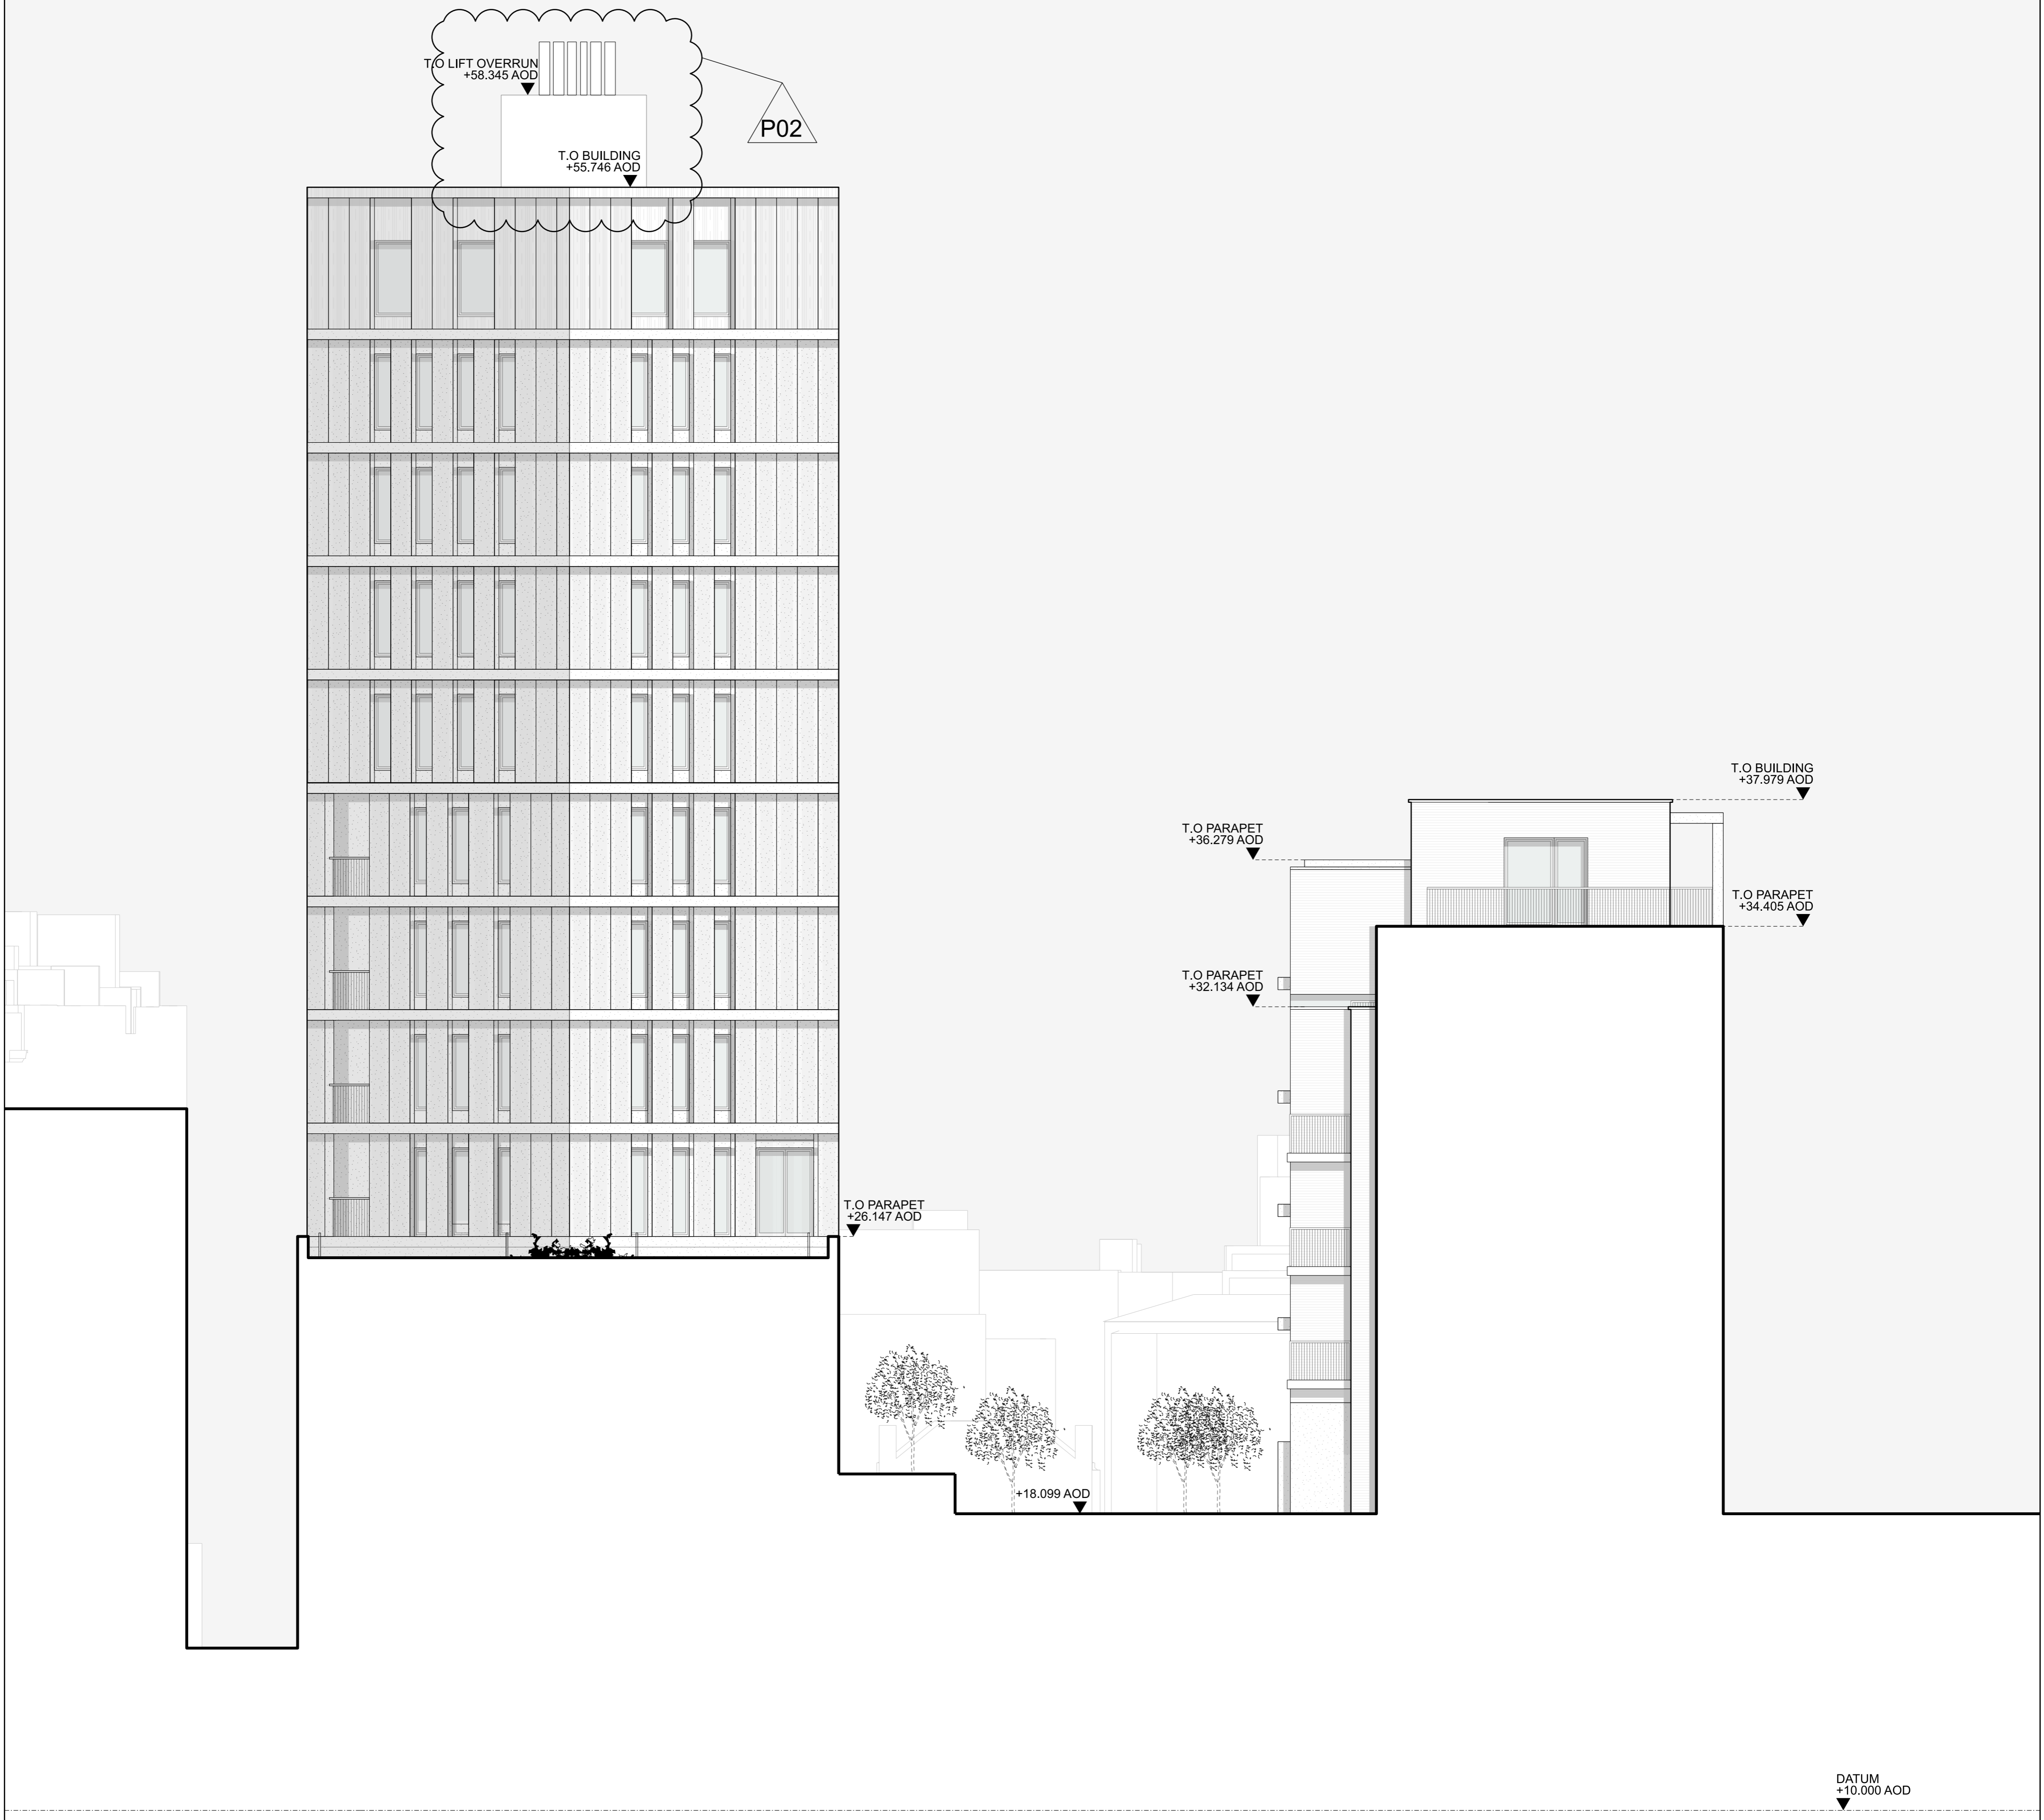 T.O LIFT OVERRUN
+58.345 AOD
P02
T.O BUILDING
+55.746 AOD
T.O BUILDING
+37.979 AOD
T.O PARAPET
+36.279 AOD
T.O PARAPET
+34.405 AOD
T.O PARAPET
+32.134 AOD
T.O PARAPET
+26.147 AOD
+18.099 AOD
DATUM
+10.000 AOD